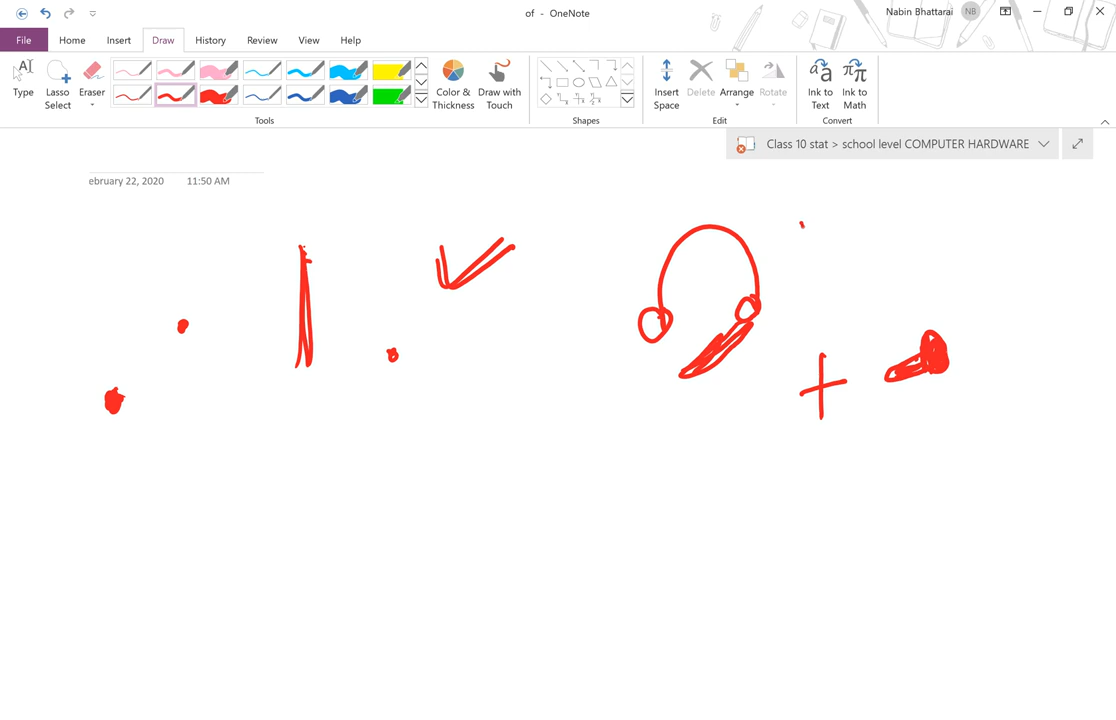 of - OneNote
Nabin Bhattarai NB
File Home Insert Draw History Review View Help
Type Lasso Select Eraser Color & Thickness Draw with Touch Insert Space Delete Arrange Rotate Ink to Text Ink to Math
Tools Shapes Edit Convert
Class 10 stat > school level COMPUTER HARDWARE
ebruary 22, 2020 11:50 AM